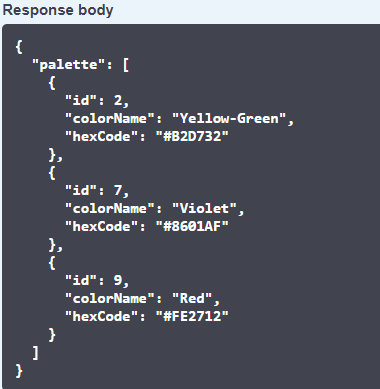 Response body
{
  "palette": [
    {
      "id": 2,
      "colorName": "Yellow-Green",
      "hexCode": "#B2D732"
    },
    {
      "id": 7,
      "colorName": "Violet",
      "hexCode": "#8601AF"
    },
    {
      "id": 9,
      "colorName": "Red",
      "hexCode": "#FE2712"
    }
  ]
}